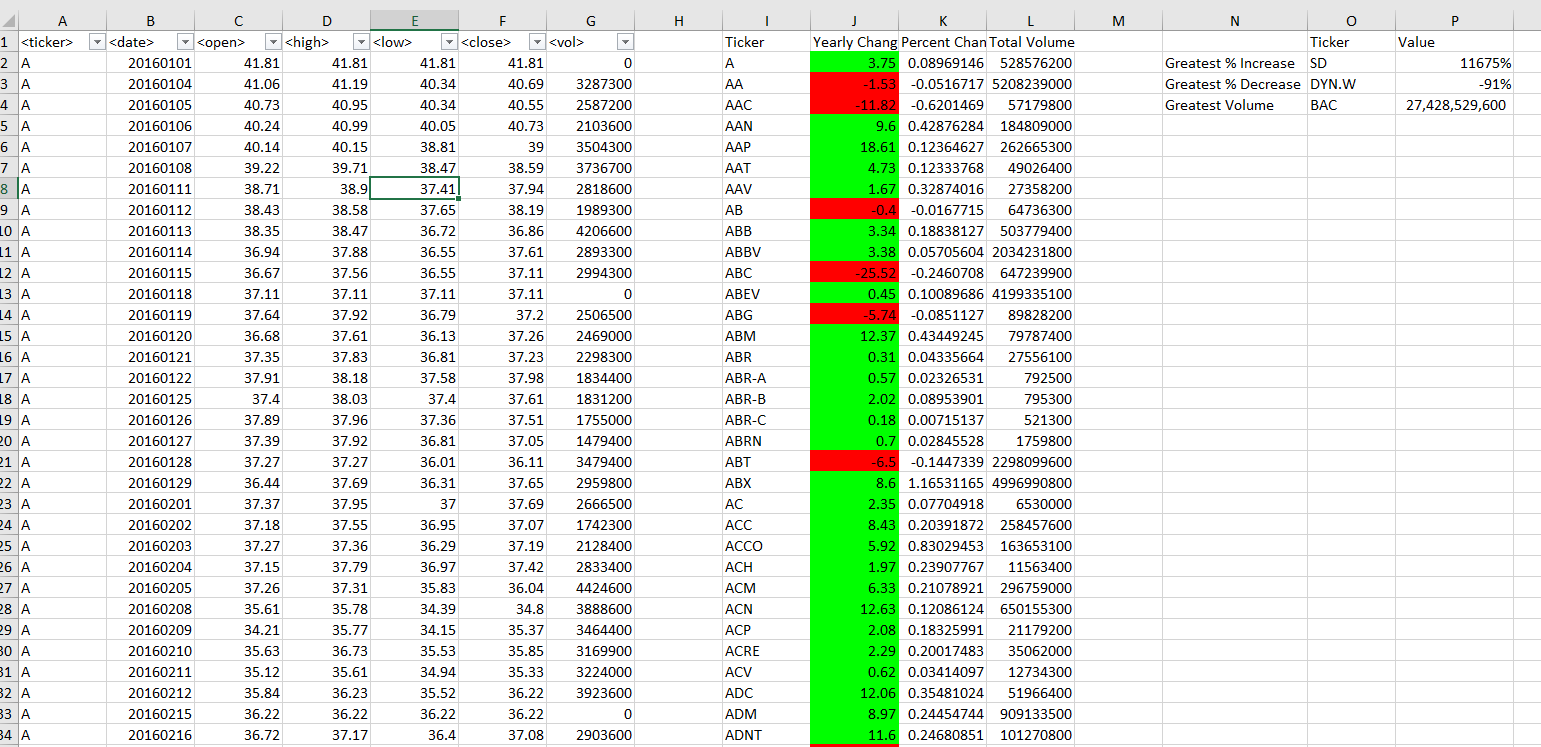 A B C D E F G H I J K L M N O P
1 <ticker> <date> <open> <high> <low> <close> <vol> Ticker Yearly Chang Percent Chan Total Volume Ticker Value
2 A 20160101 41.81 41.81 41.81 41.81 0 A 3.75 0.08969146 528576200 Greatest % Increase SD 11675%
3 A 20160104 41.06 41.19 40.34 40.69 3287300 AA -1.53 -0.0516717 5208239000 Greatest % Decrease DYN.W -91%
4 A 20160105 40.73 40.95 40.34 40.55 2587200 AAC -11.82 -0.6201469 57179800 Greatest Volume BAC 27,428,529,600
5 A 20160106 40.24 40.99 40.05 40.73 2103600 AAN 9.6 0.42876284 184809000
6 A 20160107 40.14 40.15 38.81 39 3504300 AAP 18.61 0.12364627 262665300
7 A 20160108 39.22 39.71 38.47 38.59 3736700 AAT 4.73 0.12333768 49026400
8 A 20160111 38.71 38.9 37.41 37.94 2818600 AAV 1.67 0.32874016 27358200
9 A 20160112 38.43 38.58 37.65 38.19 1989300 AB -0.4 -0.0167715 64736300
10 A 20160113 38.35 38.47 36.72 36.86 4206600 ABB 3.34 0.18838127 503779400
11 A 20160114 36.94 37.88 36.55 37.61 2893300 ABBV 3.38 0.05705604 2034231800
12 A 20160115 36.67 37.56 36.55 37.11 2994300 ABC -25.52 -0.2460708 647239900
13 A 20160118 37.11 37.11 37.11 37.11 0 ABEV 0.45 0.10089686 4199335100
14 A 20160119 37.64 37.92 36.79 37.2 2506500 ABG -5.74 -0.0851127 89828200
15 A 20160120 36.68 37.61 36.13 37.26 2469000 ABM 12.37 0.43449245 79787400
16 A 20160121 37.35 37.83 36.81 37.23 2298300 ABR 0.31 0.04335664 27556100
17 A 20160122 37.91 38.18 37.58 37.98 1834400 ABR-A 0.57 0.02326531 792500
18 A 20160125 37.4 38.03 37.4 37.61 1831200 ABR-B 2.02 0.08953901 795300
19 A 20160126 37.89 37.96 37.36 37.51 1755000 ABR-C 0.18 0.00715137 521300
20 A 20160127 37.39 37.92 36.81 37.05 1479400 ABRN 0.7 0.02845528 1759800
21 A 20160128 37.27 37.27 36.01 36.11 3479400 ABT -6.5 -0.1447339 2298099600
22 A 20160129 36.44 37.69 36.31 37.65 2959800 ABX 8.6 1.16531165 4996990800
23 A 20160201 37.37 37.95 37 37.69 2666500 AC 2.35 0.07704918 6530000
24 A 20160202 37.18 37.55 36.95 37.07 1742300 ACC 8.43 0.20391872 258457600
25 A 20160203 37.27 37.36 36.29 37.19 2128400 ACCO 5.92 0.83029453 163653100
26 A 20160204 37.15 37.79 36.97 37.42 2833400 ACH 1.97 0.23907767 11563400
27 A 20160205 37.26 37.31 35.83 36.04 4424600 ACM 6.33 0.21078921 296759000
28 A 20160208 35.61 35.78 34.39 34.8 3888600 ACN 12.63 0.12086124 650155300
29 A 20160209 34.21 35.77 34.15 35.37 3464400 ACP 2.08 0.18325991 21179200
30 A 20160210 35.63 36.73 35.53 35.85 3169900 ACRE 2.29 0.20017483 35062000
31 A 20160211 35.12 35.61 34.94 35.33 3224000 ACV 0.62 0.03414097 12734300
32 A 20160212 35.84 36.23 35.52 36.22 3923600 ADC 12.06 0.35481024 51966400
33 A 20160215 36.22 36.22 36.22 36.22 0 ADM 8.97 0.24454744 909133500
34 A 20160216 36.72 37.17 36.4 37.08 2903600 ADNT 11.6 0.24680851 101270800